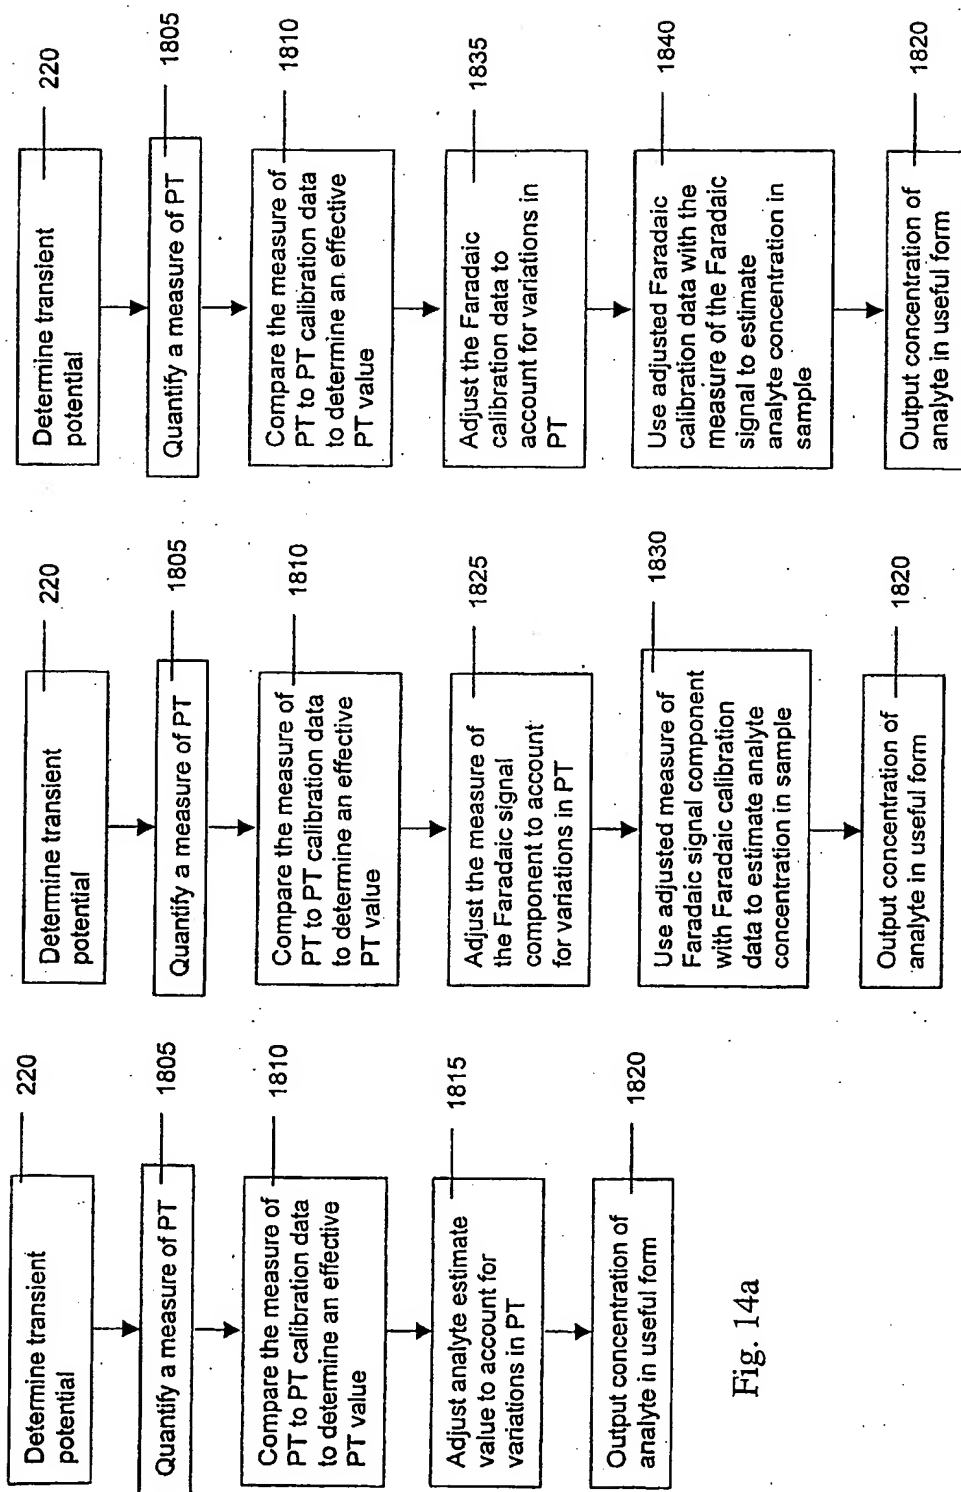 Determine transient
potential
220
Quantify a measure of PT
1805
Compare the measure of
PT to PT calibration data
to determine an effective
PT value
1810
Adjust analyte estimate
value to account for
variations in PT
1815
Output concentration of
analyte in useful form
1820
Determine transient
potential
220
Quantify a measure of PT
1805
Compare the measure of
PT to PT calibration data
to determine an effective
PT value
1810
Adjust the measure of
the Faradaic signal
component to account
for variations in PT
1825
Use adjusted measure of
Faradaic signal component
with Faradaic calibration
data to estimate analyte
concentration in sample
1830
Output concentration of
analyte in useful form
1820
Determine transient
potential
220
Quantify a measure of PT
1805
Compare the measure of
PT to PT calibration data
to determine an effective
PT value
1810
Adjust the Faradaic
calibration data to
account for variations in
PT
1835
Use adjusted Faradaic
calibration data with the
measure of the Faradaic
signal to estimate
analyte concentration in
sample
1840
Output concentration of
analyte in useful form
1820
Fig. 14a